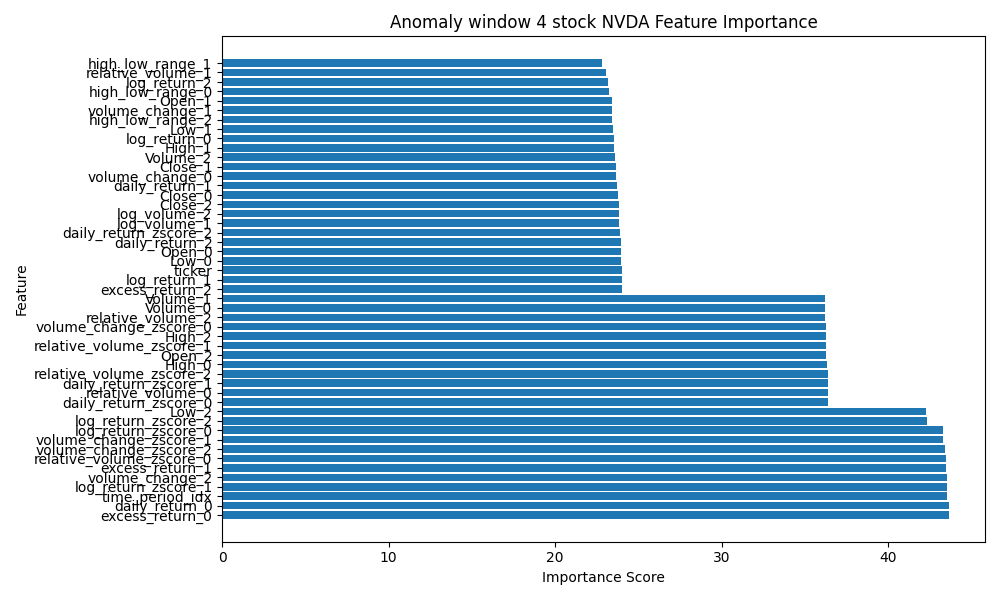 Anomaly window 4 stock NVDA Feature Importance
high_low_range_1
relative_volume_1
log_return_2
high_low_range_0
Open_1
volume_change_1
high_low_range_2
Low_1
log_return_0
High_1
Volume_2
Close_1
volume_change_0
daily_return_1
Close_0
Close_2
log_volume_2
log_volume_1
daily_return_zscore_2
daily_return_2
Open_0
Low_0
ticker
log_return_1
excess_return_2
Volume_1
Volume_0
relative_volume_2
volume_change_zscore_0
High_2
relative_volume_zscore_1
Open_2
High_0
relative_volume_zscore_2
daily_return_zscore_1
relative_volume_0
daily_return_zscore_0
Low_2
log_return_zscore_2
log_return_zscore_0
volume_change_zscore_1
volume_change_zscore_2
relative_volume_zscore_0
excess_return_1
volume_change_2
log_return_zscore_1
time_period_idx
daily_return_0
excess_return_0
Feature
0 10 20 30 40
Importance Score